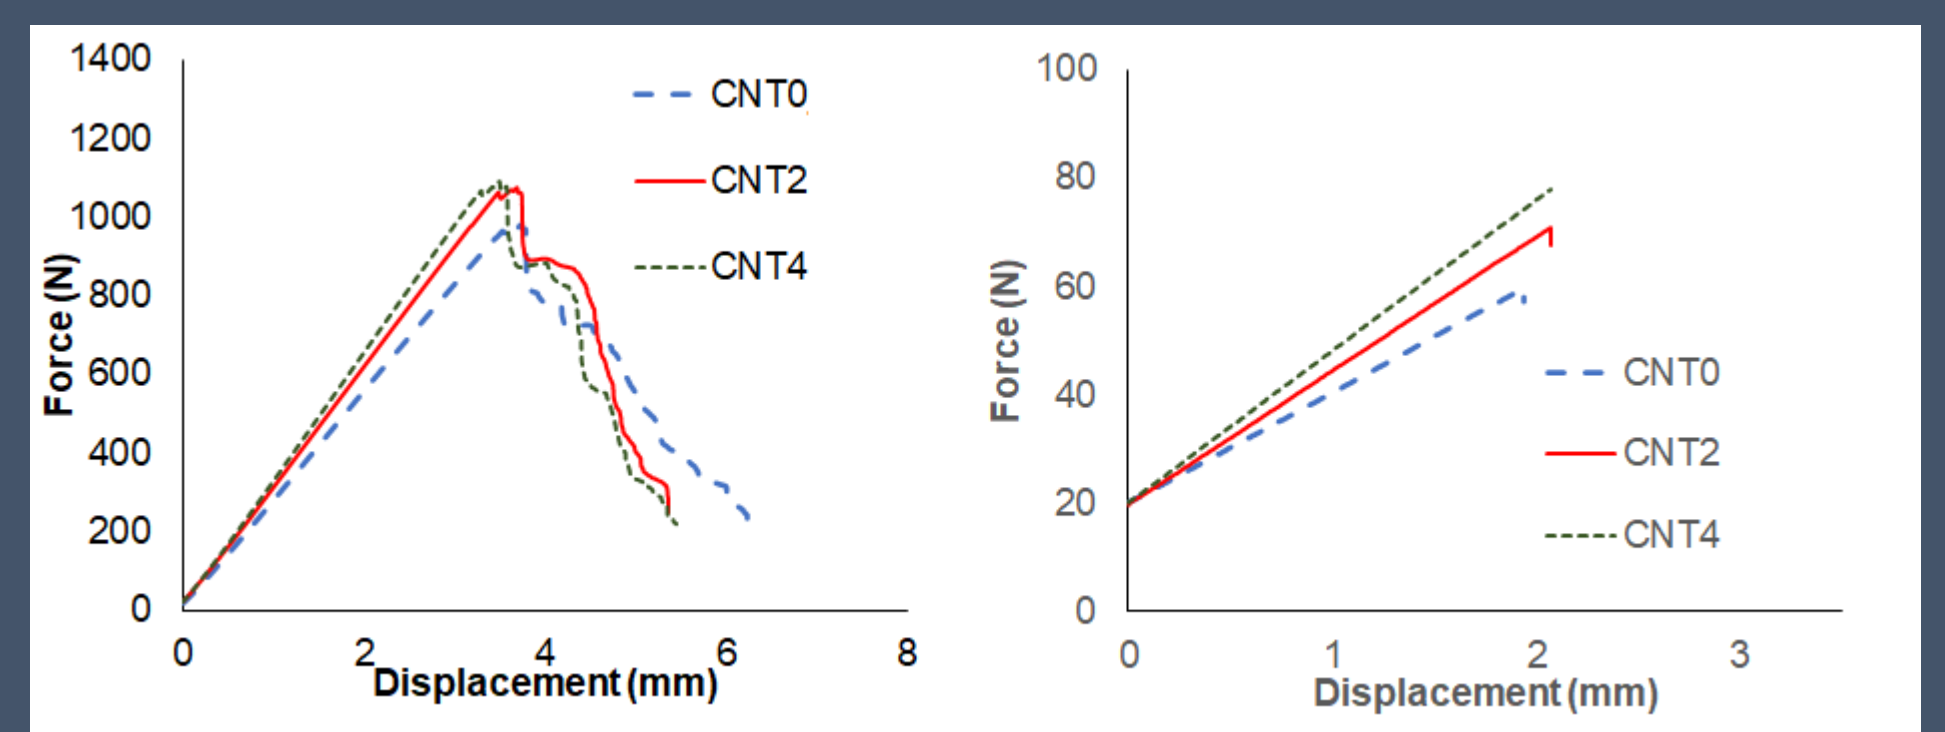 1400
1200
1000
800
600
400
200
0
Force (N)
0 2 4 6 8
Displacement (mm)
CNT0
CNT2
CNT4
100
80
60
40
20
0
Force (N)
0 1 2 3
Displacement (mm)
CNT0
CNT2
CNT4